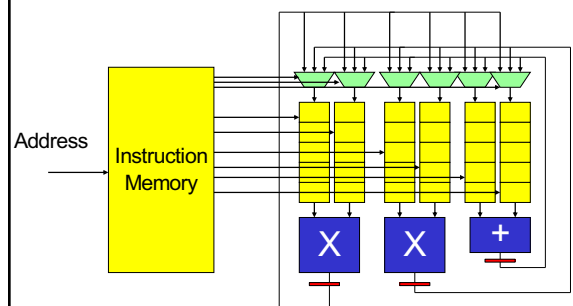 Address
Instruction
Memory
X
X
+